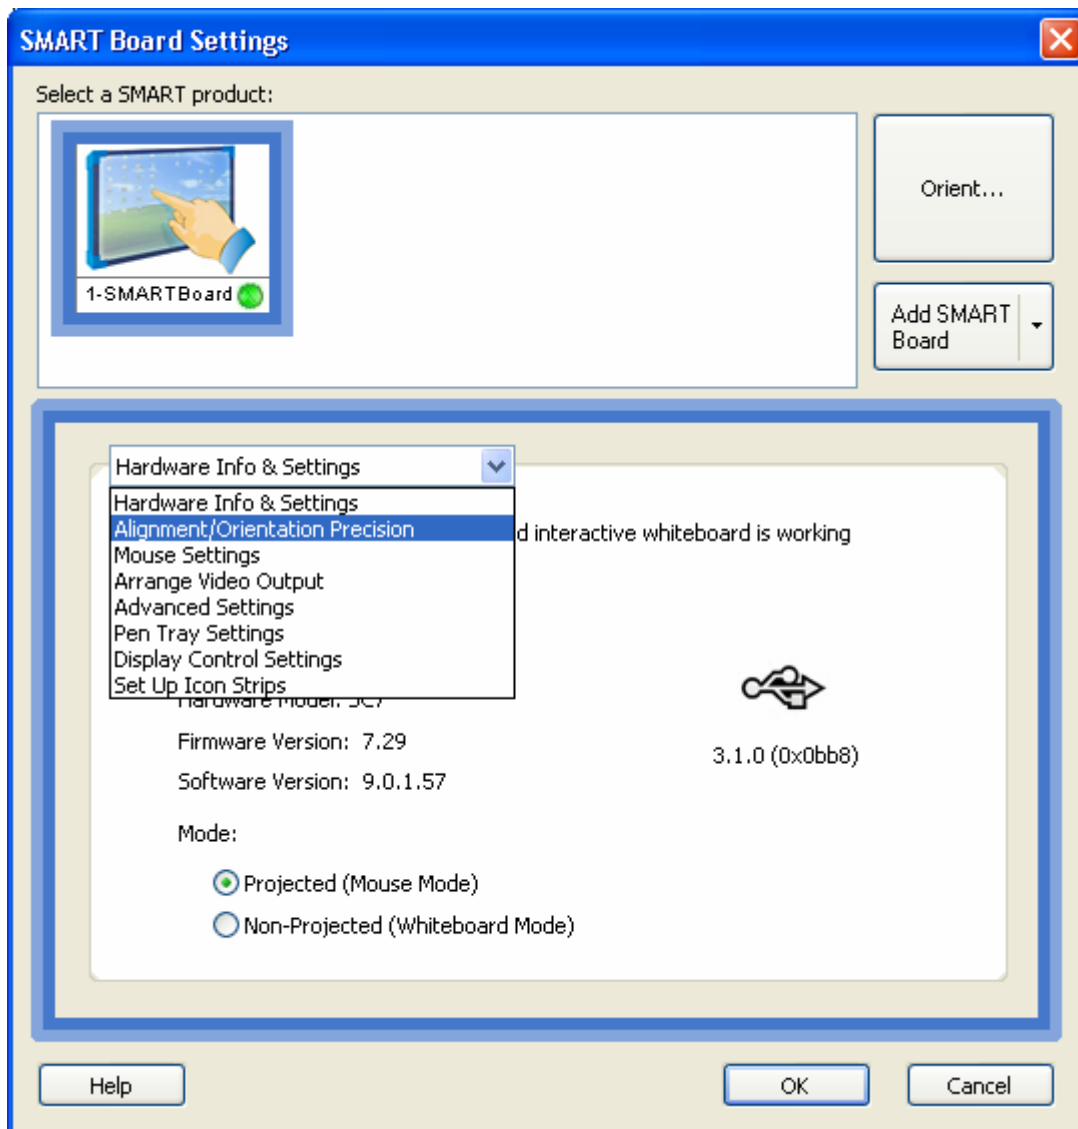 SMART Board Settings
Select a SMART product:
1-SMARTBoard
Orient...
Add SMART
Board
Hardware Info & Settings
Hardware Info & Settings
Alignment/Orientation Precision
d interactive whiteboard is working
Mouse Settings
Arrange Video Output
Advanced Settings
Pen Tray Settings
Display Control Settings
Set Up Icon Strips
Hardware Model:
Firmware Version: 7.29
3.1.0 (0x0bb8)
Software Version: 9.0.1.57
Mode:
Projected (Mouse Mode)
Non-Projected (Whiteboard Mode)
Help
OK
Cancel